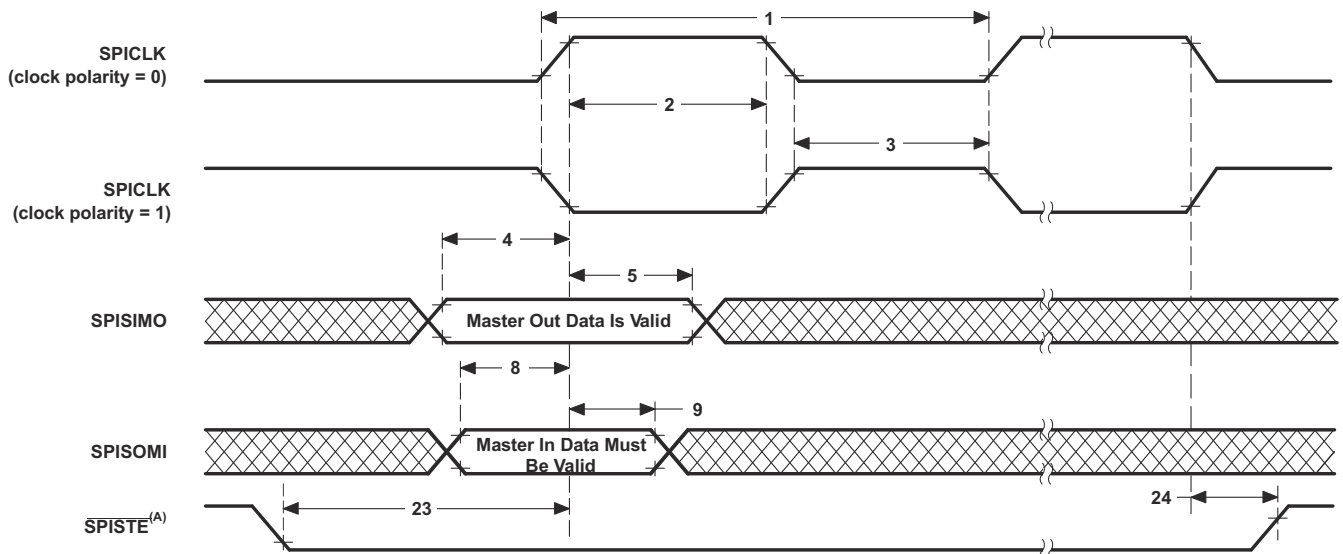 1
SPICLK
(clock polarity = 0)
2
3
SPICLK
(clock polarity = 1)
4
5
SPISIMO
Master Out Data Is Valid
8
9
SPISOMI
Master In Data Must
Be Valid
23
24
SPISTE(A)